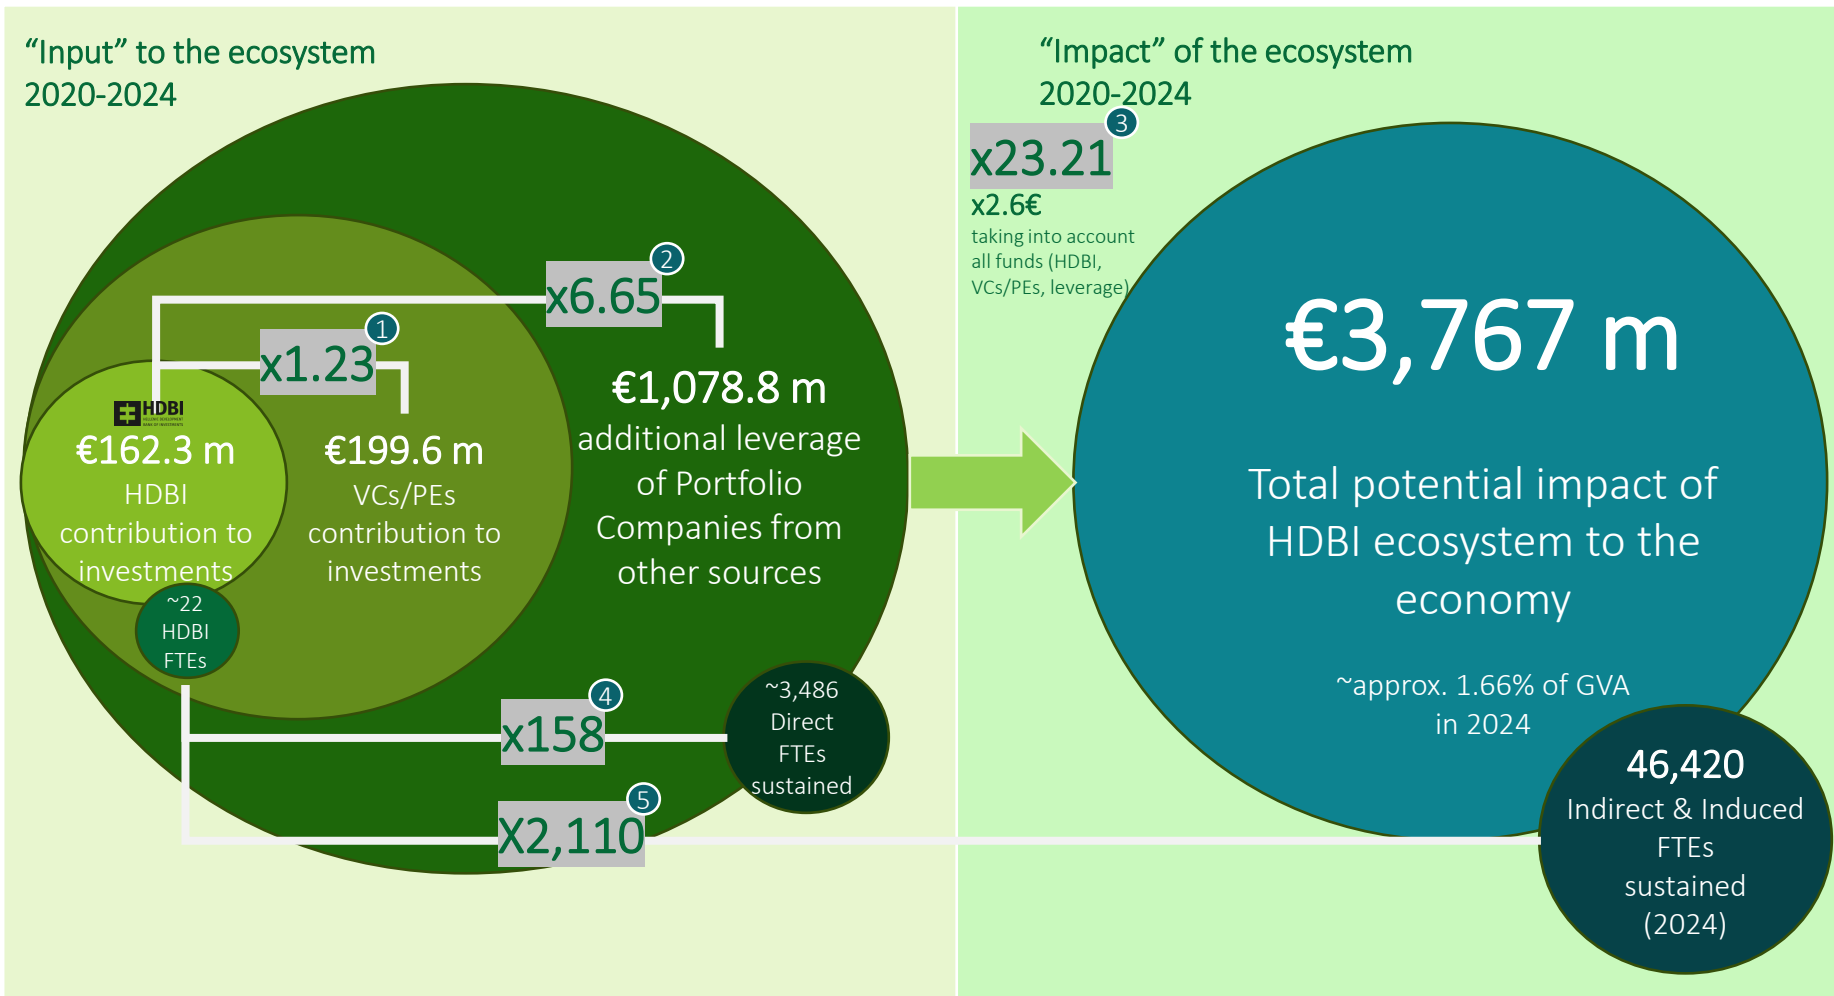 “Input” to the ecosystem
2020-2024
x6.65
2
x1.23
1
HDBI
HELLENIC DEVELOPMENT
BANK OF INVESTMENTS
€162.3 m
HDBI
contribution to
investments
€199.6 m
VCs/PEs
contribution to
investments
€1,078.8 m
additional leverage
of Portfolio
Companies from
other sources
~22
HDBI
FTEs
x158
4
~3,486
Direct
FTEs
sustained
X2,110
5
“Impact” of the ecosystem
2020-2024
x23.21
3
x2.6€
taking into account
all funds (HDBI,
VCs/PEs, leverage)
€3,767 m
Total potential impact of
HDBI ecosystem to the
economy
~approx. 1.66% of GVA
in 2024
46,420
Indirect & Induced
FTEs
sustained
(2024)